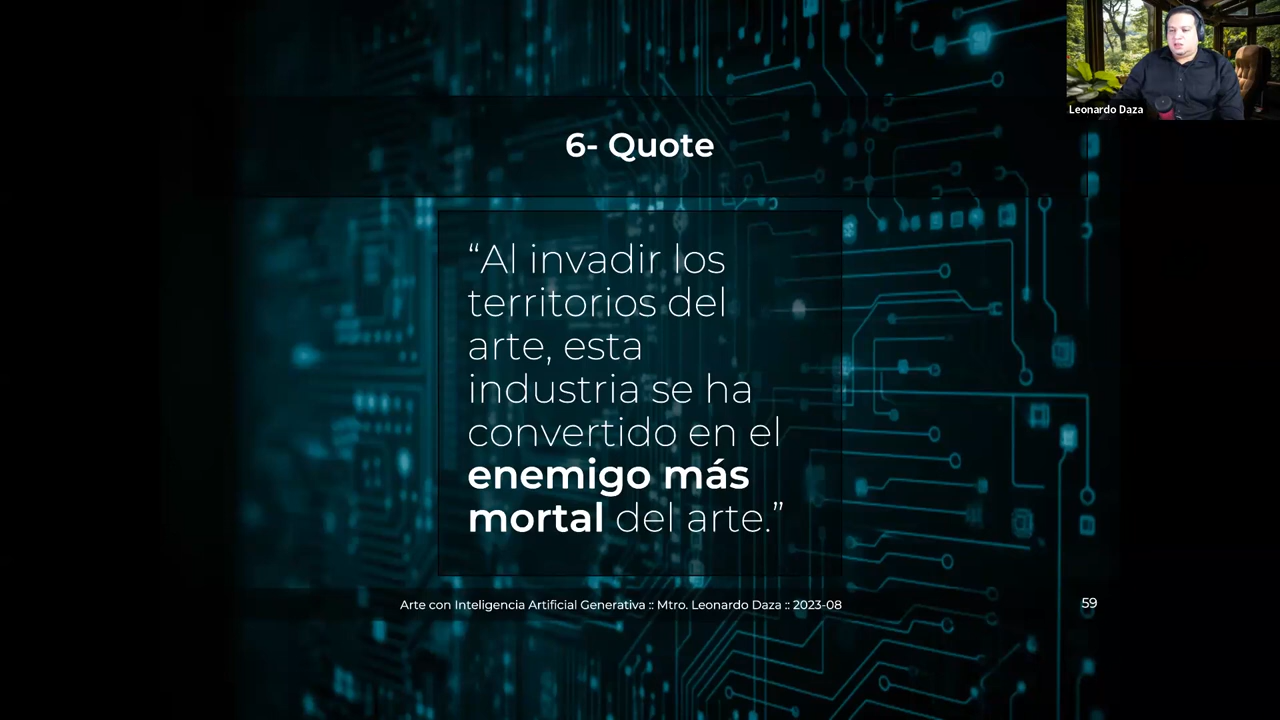 Leonardo Daza
6- Quote
“Al invadir los
territorios del
arte, esta
industria se ha
convertido en el
enemigo más
mortal del arte.”
Arte con Inteligencia Artificial Generativa :: Mtro. Leonardo Daza :: 2023-08
59